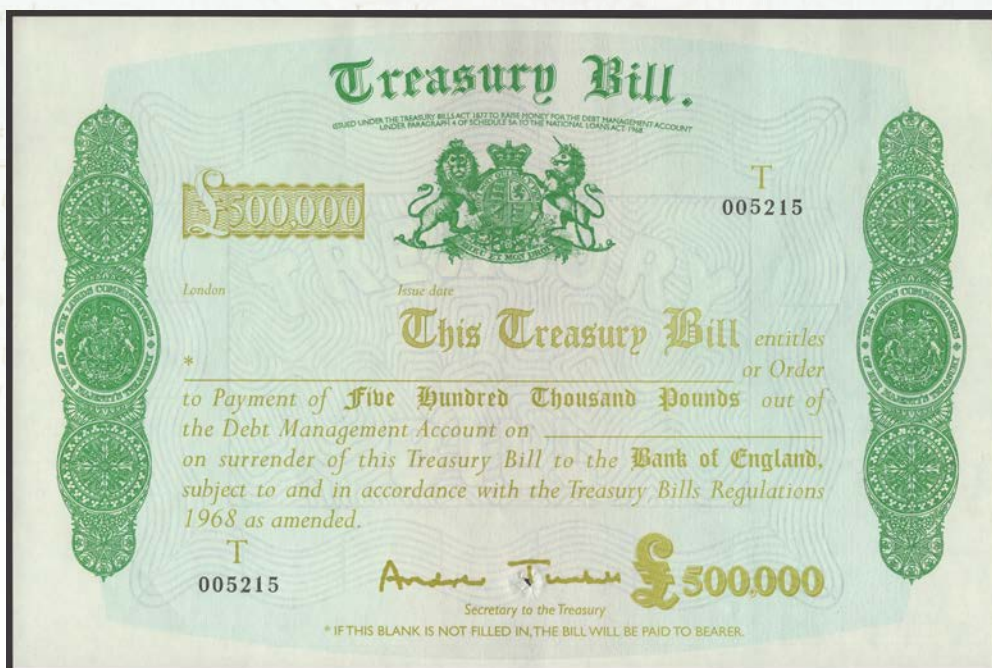 Treasury Bill.
ISSUED UNDER THE TREASURY BILLS ACT 1877 TO RAISE MONEY FOR THE DEBT MANAGEMENT ACCOUNT
UNDER PARAGRAPH 4 OF SCHEDULE 5A TO THE NATIONAL LOANS ACT 1968
£500,000
T
005215
London
Issue date
This Treasury Bill entitles
* or Order
to Payment of Five Hundred Thousand Pounds out of
the Debt Management Account on
on surrender of this Treasury Bill to the Bank of England,
subject to and in accordance with the Treasury Bills Regulations
1968 as amended.
T
005215
£500,000
Secretary to the Treasury
* IF THIS BLANK IS NOT FILLED IN, THE BILL WILL BE PAID TO BEARER.
TREASURY